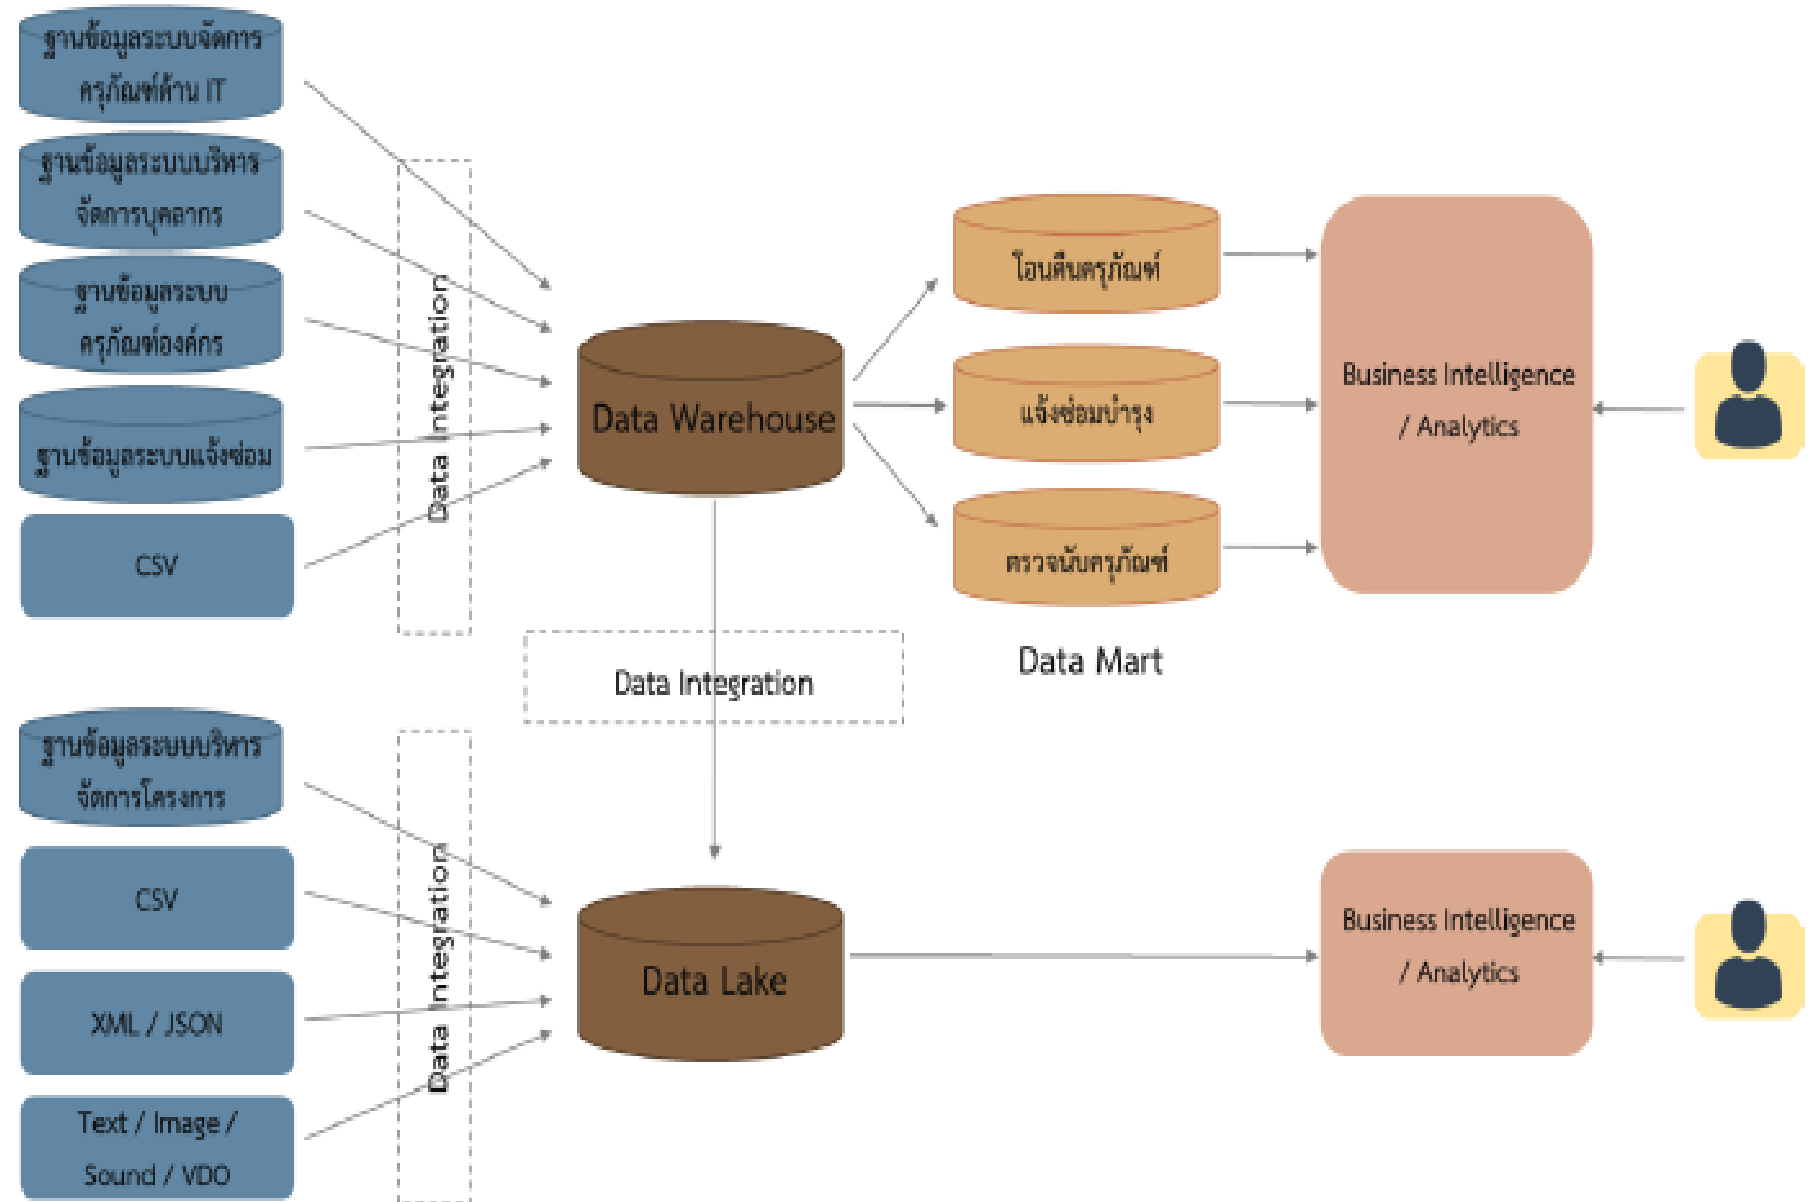 ฐานข้อมูลระบบจัดการ
ครุภัณฑ์ด้าน IT
ฐานข้อมูลระบบบริหาร
จัดการบุคลากร
ฐานข้อมูลระบบ
ครุภัณฑ์องค์กร
ฐานข้อมูลระบบแจ้งซ่อม
CSV
Data Integration
Data Warehouse
โอนคืนครุภัณฑ์
แจ้งซ่อมบำรุง
ตรวจนับครุภัณฑ์
Data Mart
Business Intelligence
/ Analytics
Data Integration
ฐานข้อมูลระบบบริหาร
จัดการโครงการ
CSV
XML / JSON
Text / Image /
Sound / VDO
Data Integration
Data Lake
Business Intelligence
/ Analytics